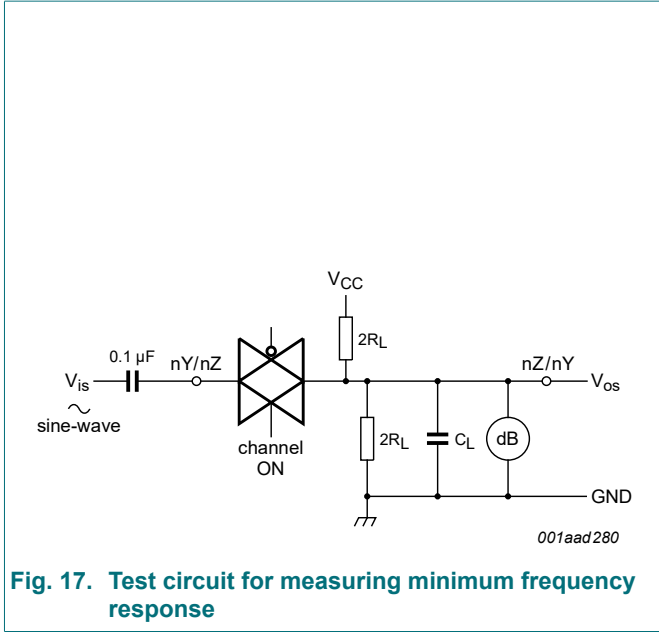 VCC
2RL
0.1 µF
nY/nZ
nZ/nY
Vis
Vos
sine-wave
2RL
CL
dB
channel
ON
GND
001aad280
Fig. 17. Test circuit for measuring minimum frequency
response